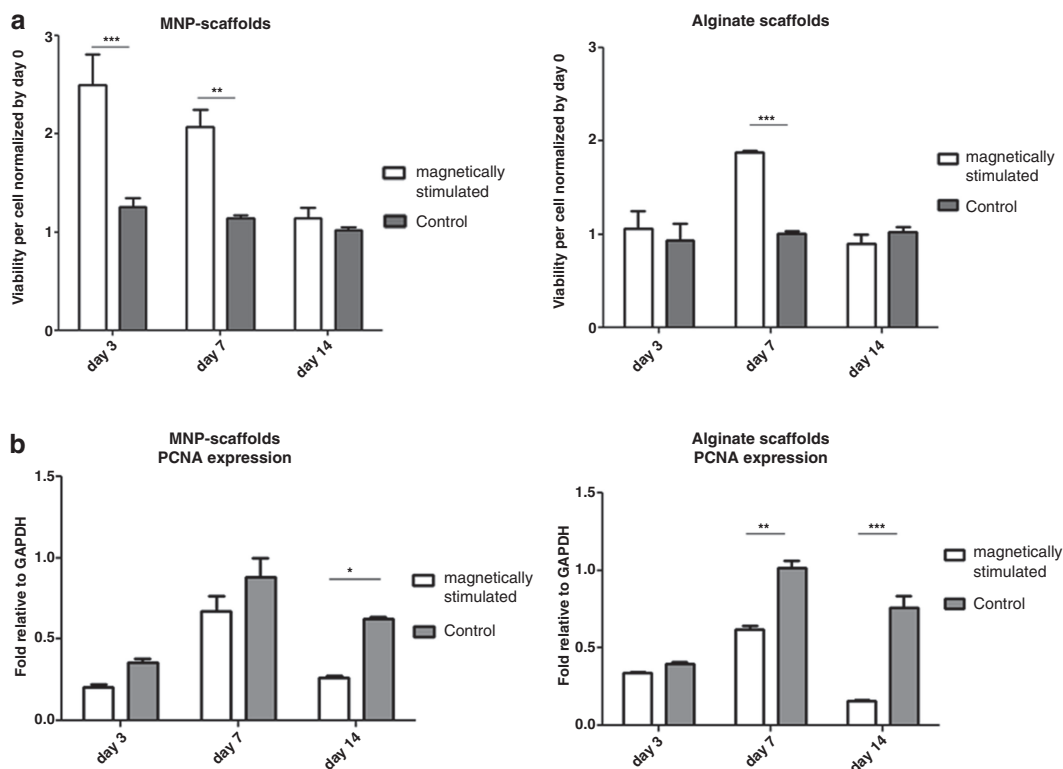 a
MNP-scaffolds
Viability per cell normalized by day 0
3
2
1
0
***
**
day 3
day 7
day 14
magnetically
stimulated
Control
Alginate scaffolds
Viability per cell normalized by day 0
3
2
1
0
***
day 3
day 7
day 14
magnetically
stimulated
Control
b
MNP-scaffolds
PCNA expression
Fold relative to GAPDH
1.5
1.0
0.5
0.0
*
day 3
day 7
day 14
magnetically
stimulated
Control
Alginate scaffolds
PCNA expression
Fold relative to GAPDH
1.5
1.0
0.5
0.0
**
***
day 3
day 7
day 14
magnetically
stimulated
Control